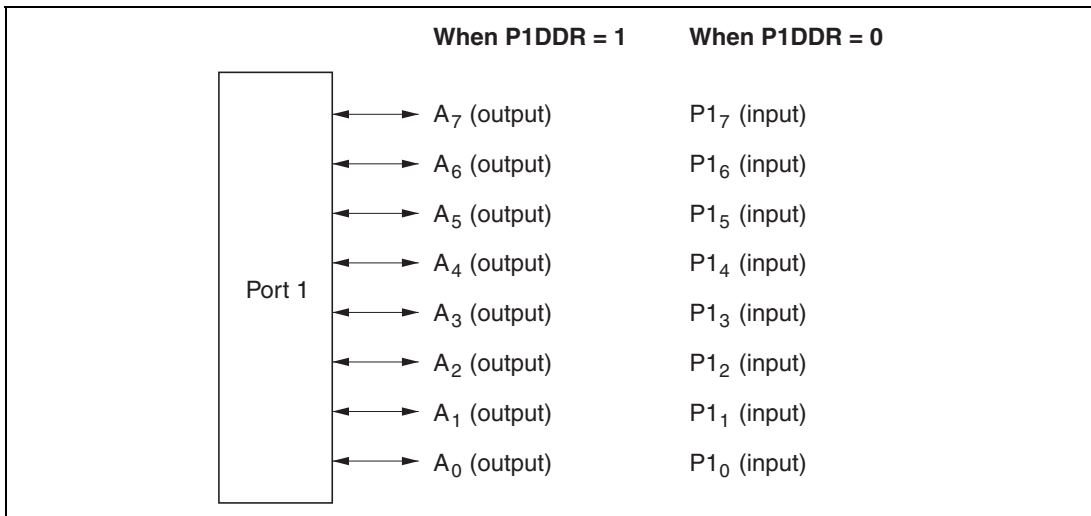 When P1DDR = 1 When P1DDR = 0
A7 (output) P17 (input)
A6 (output) P16 (input)
A5 (output) P15 (input)
A4 (output) P14 (input)
Port 1
A3 (output) P13 (input)
A2 (output) P12 (input)
A1 (output) P11 (input)
A0 (output) P10 (input)